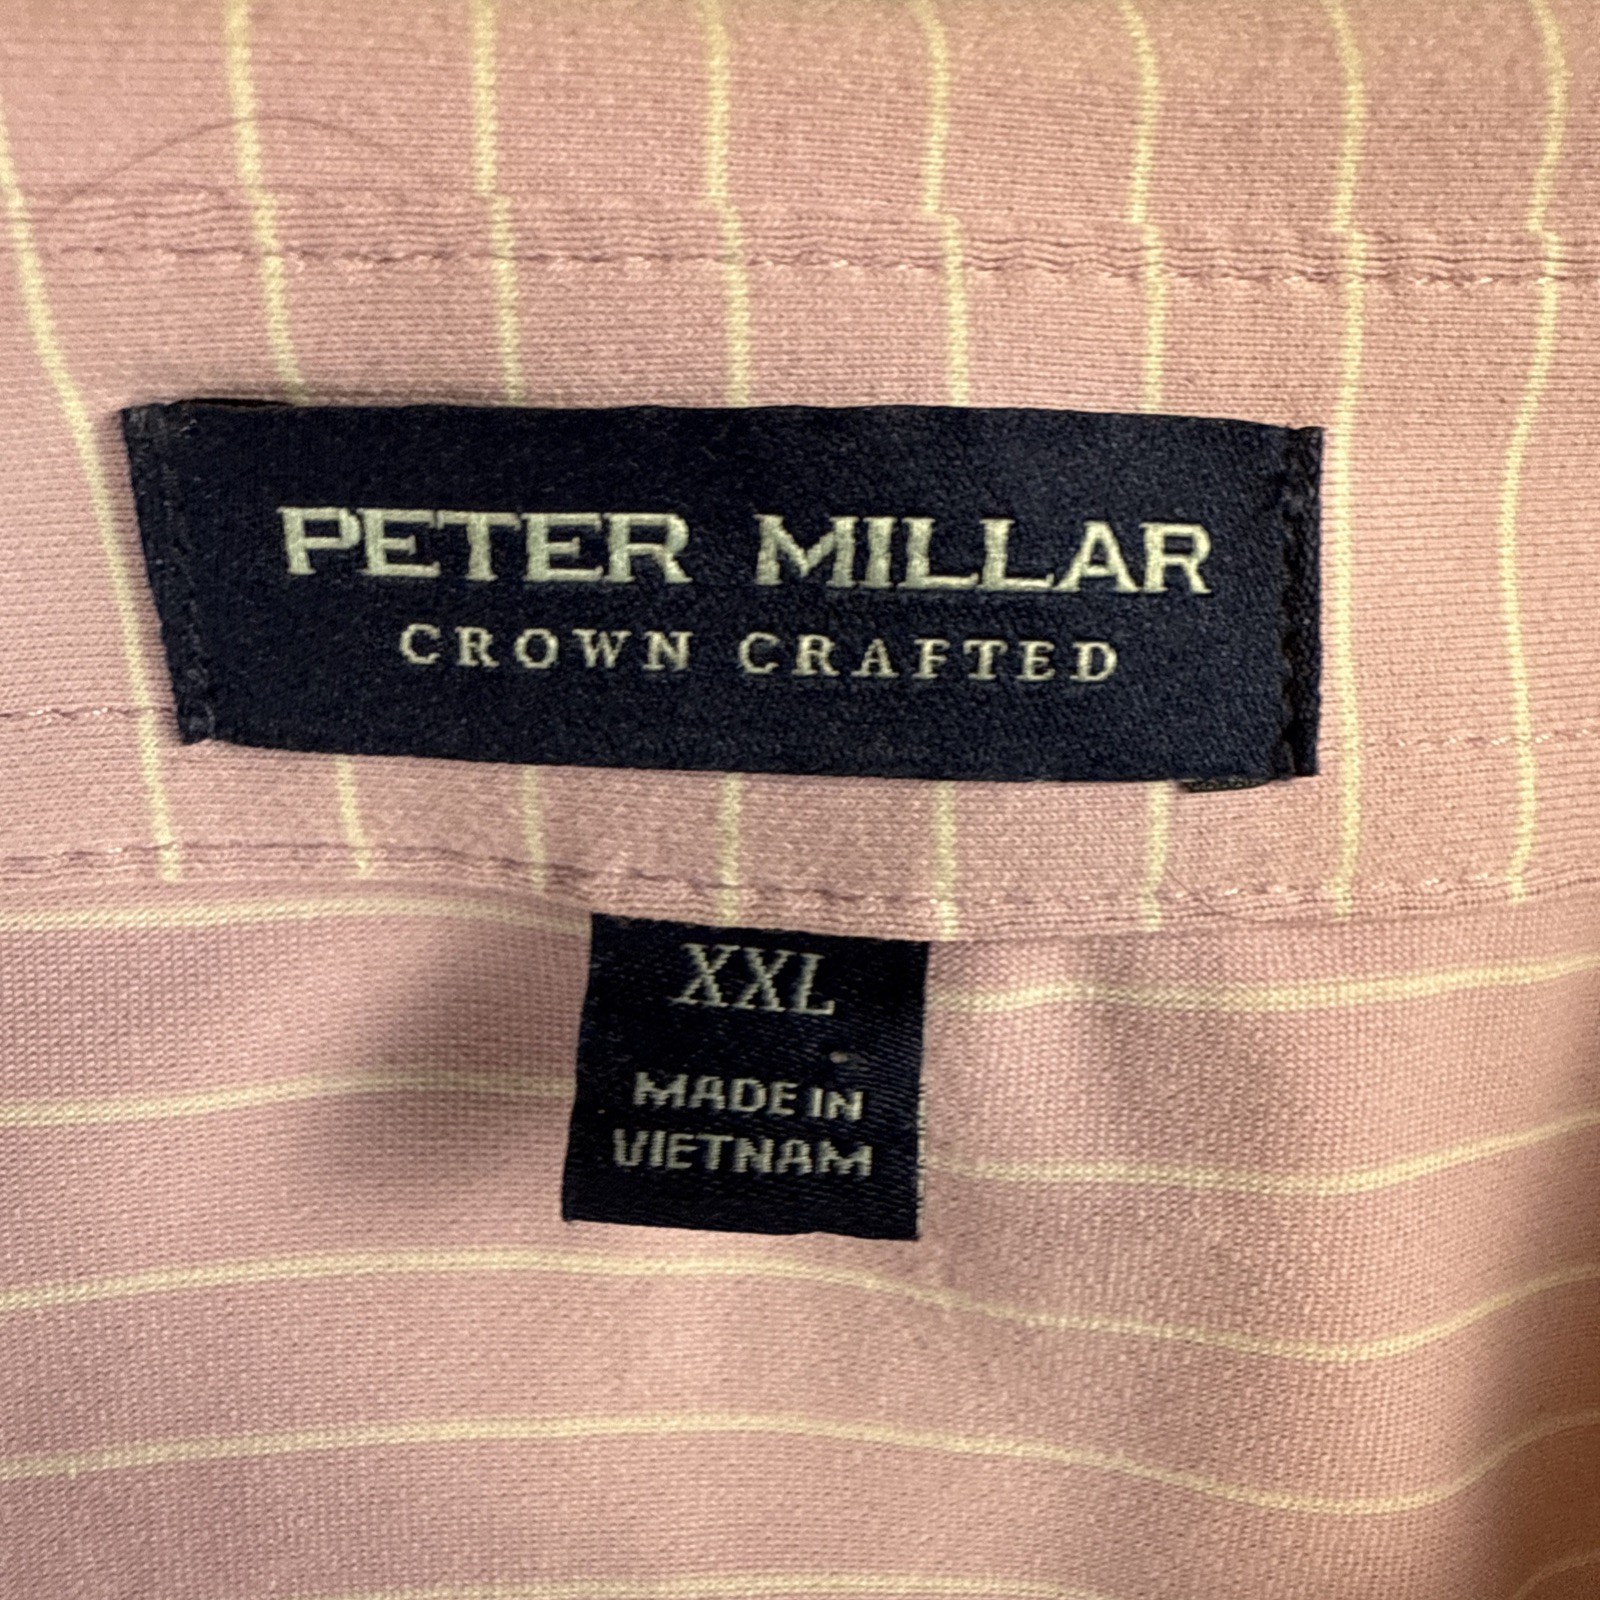 PETER MILLAR
CROWN CRAFTED
XXL
MADE IN
VIETNAM